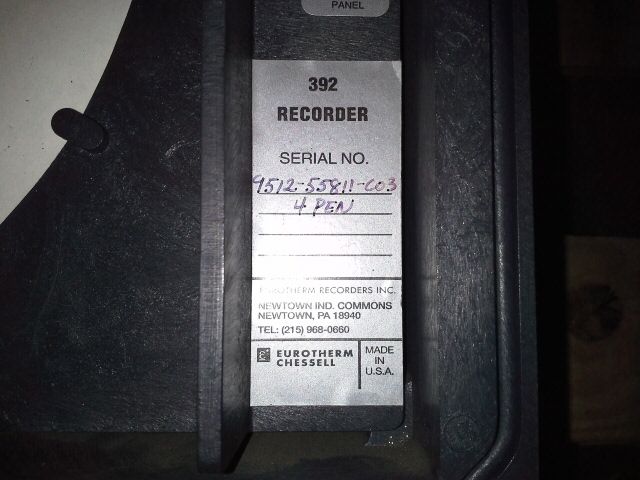 PANEL
392
RECORDER
SERIAL NO.
9512-55811-C03
4 PEN
EUROTHERM RECORDERS INC.
NEWTOWN IND. COMMONS
NEWTOWN, PA 18940
TEL: (215) 968-0660
EUROTHERM
CHESSELL
MADE
IN
U.S.A.